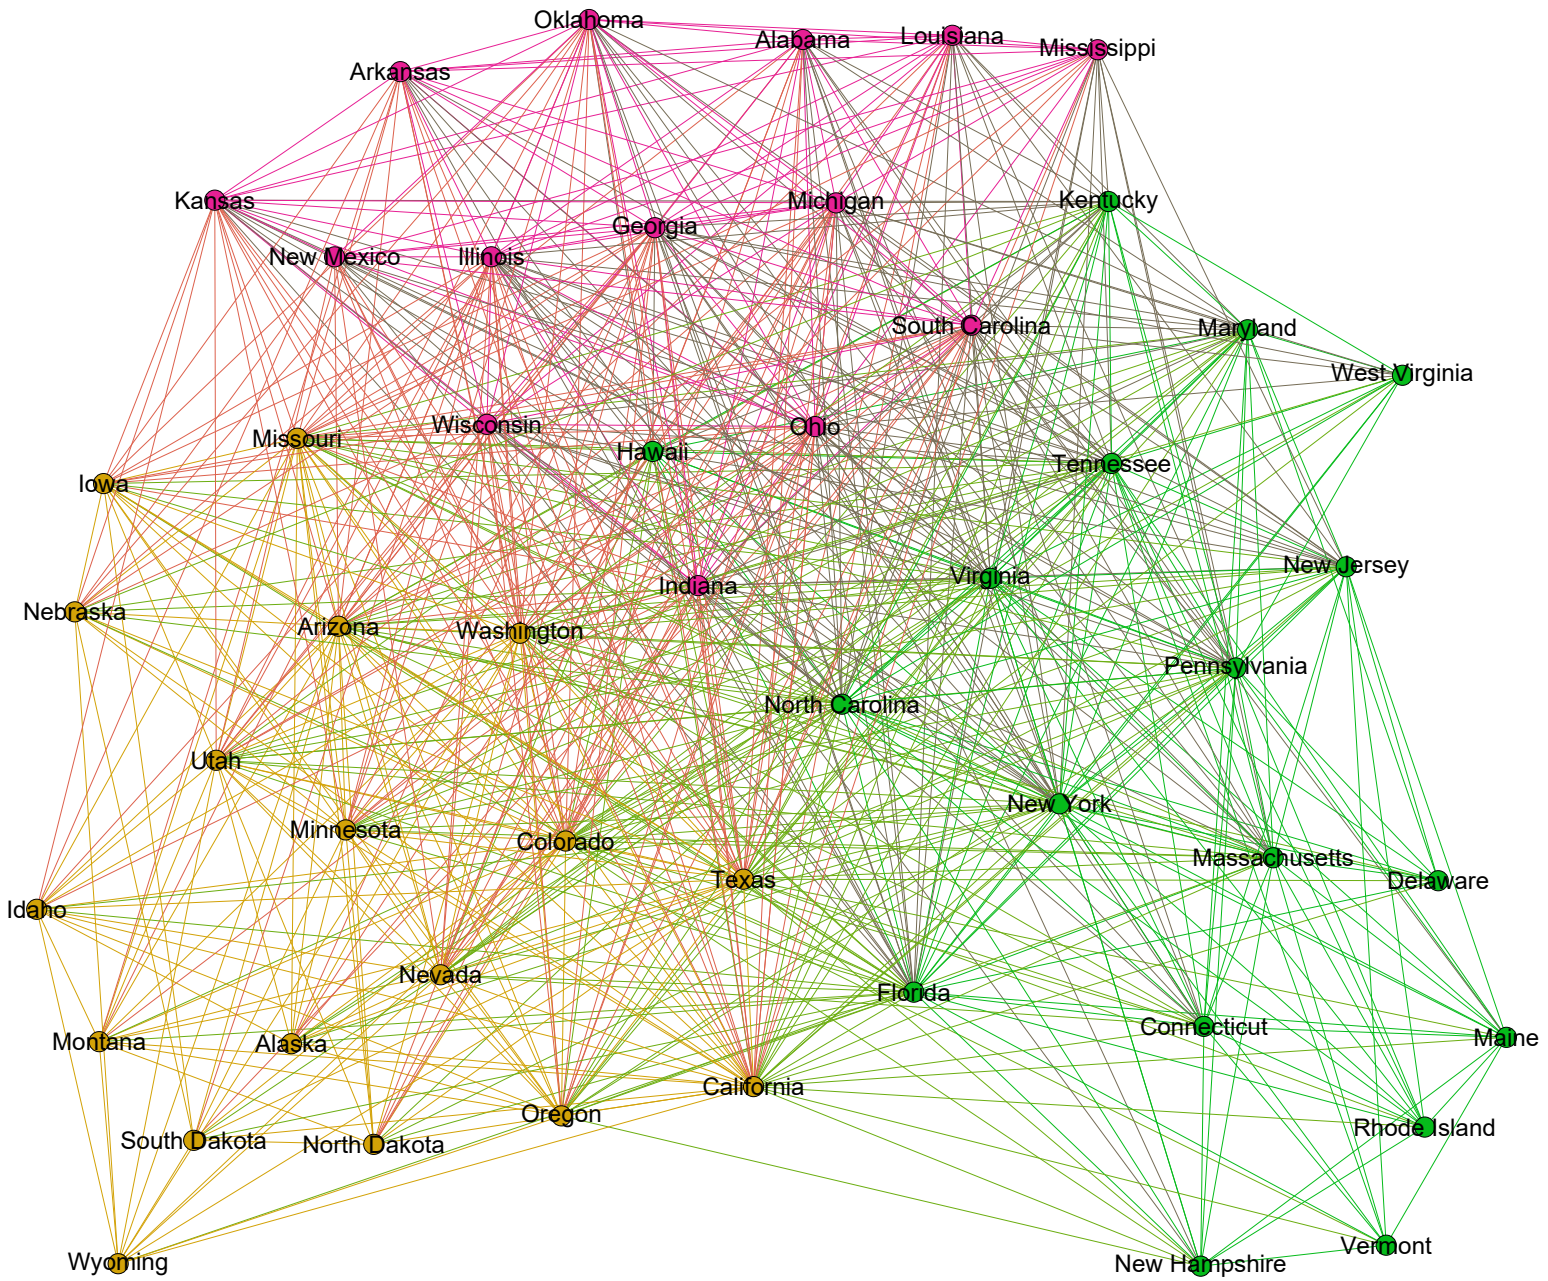 Oklahoma
Louisiana
Alabama
Mississippi
Arkansas
Kansas
Michigan
Kentucky
Georgia
New Mexico
Illinois
South Carolina
Maryland
West Virginia
Wisconsin
Ohio
Missouri
Hawaii
Tennessee
Iowa
New Jersey
Virginia
Indiana
Nebraska
Arizona
Washington
Pennsylvania
North Carolina
Utah
New York
Minnesota
Colorado
Massachusetts
Texas
Delaware
Idaho
Nevada
Florida
Connecticut
Maine
Montana
Alaska
California
Oregon
Rhode Island
South Dakota
North Dakota
Vermont
Wyoming
New Hampshire